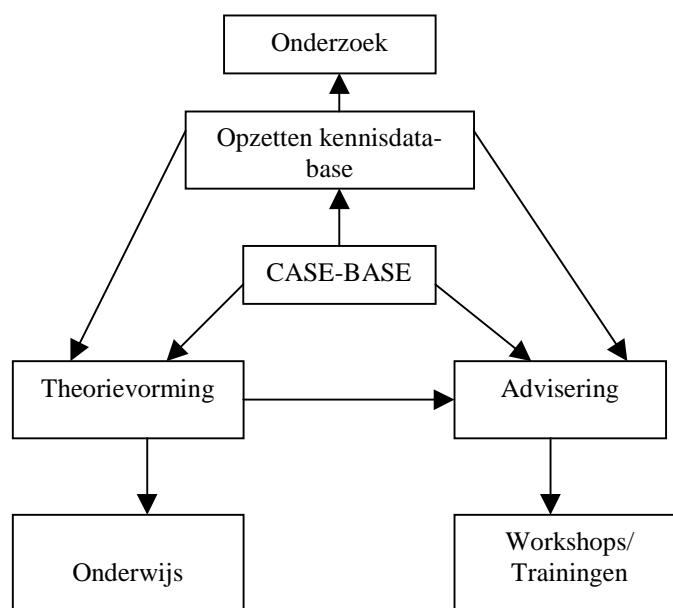 Onderzoek
Opzetten kennisdata-
base
CASE-BASE
Theorievorming
Advisering
Onderwijs
Workshops/
Trainingen